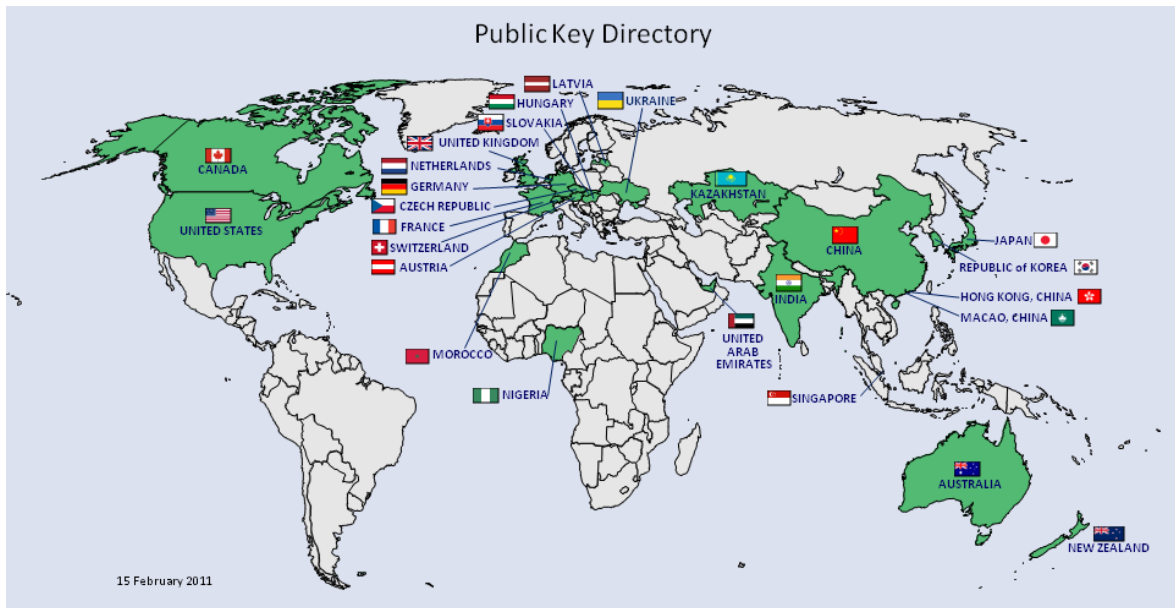 Public Key Directory
LATVIA
HUNGARY
UKRAINE
SLOVAKIA
UNITED KINGDOM
NETHERLANDS
CANADA
GERMANY
KAZAKHSTAN
CZECH REPUBLIC
UNITED STATES
FRANCE
SWITZERLAND
CHINA
JAPAN
AUSTRIA
REPUBLIC of KOREA
INDIA
HONG KONG, CHINA
MACAO, CHINA
UNITED
ARAB
EMIRATES
MOROCCO
NIGERIA
SINGAPORE
AUSTRALIA
NEW ZEALAND
15 February 2011